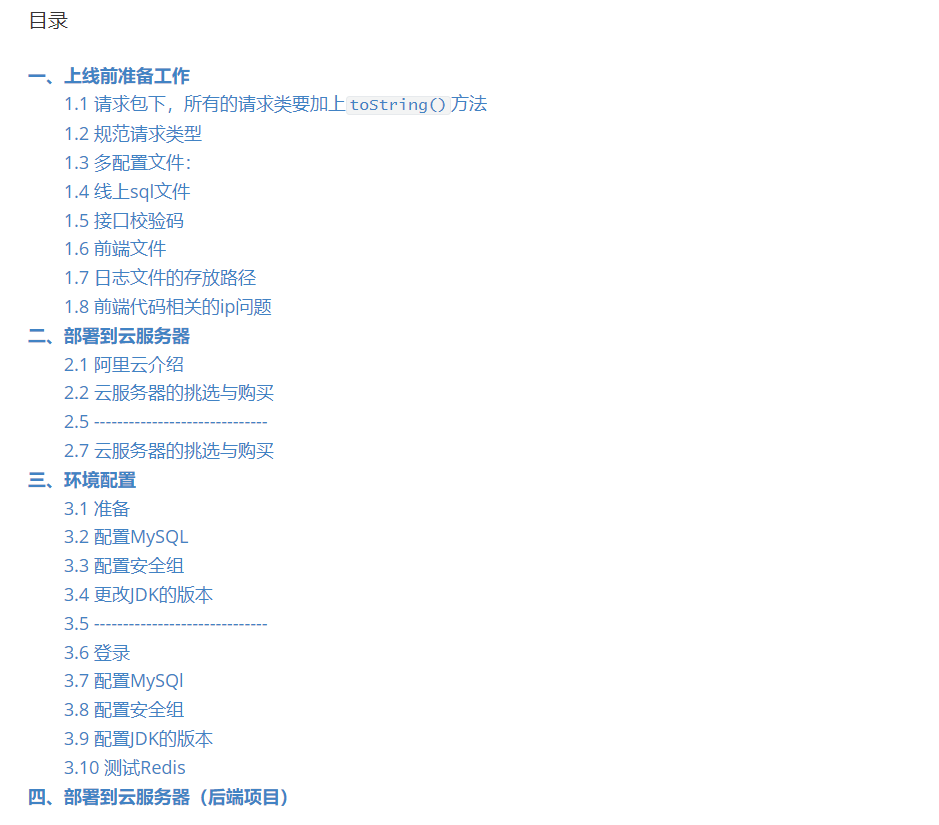 目录
一、上线前准备工作
1.1 请求包下，所有的请求类要加上toString()方法
1.2 规范请求类型
1.3 多配置文件：
1.4 线上sql文件
1.5 接口校验码
1.6 前端文件
1.7 日志文件的存放路径
1.8 前端代码相关的ip问题
二、部署到云服务器
2.1 阿里云介绍
2.2 云服务器的挑选与购买
2.5 ------------------------------
2.7 云服务器的挑选与购买
三、环境配置
3.1 准备
3.2 配置MySQL
3.3 配置安全组
3.4 更改JDK的版本
3.5 ------------------------------
3.6 登录
3.7 配置MySQl
3.8 配置安全组
3.9 配置JDK的版本
3.10 测试Redis
四、部署到云服务器（后端项目）